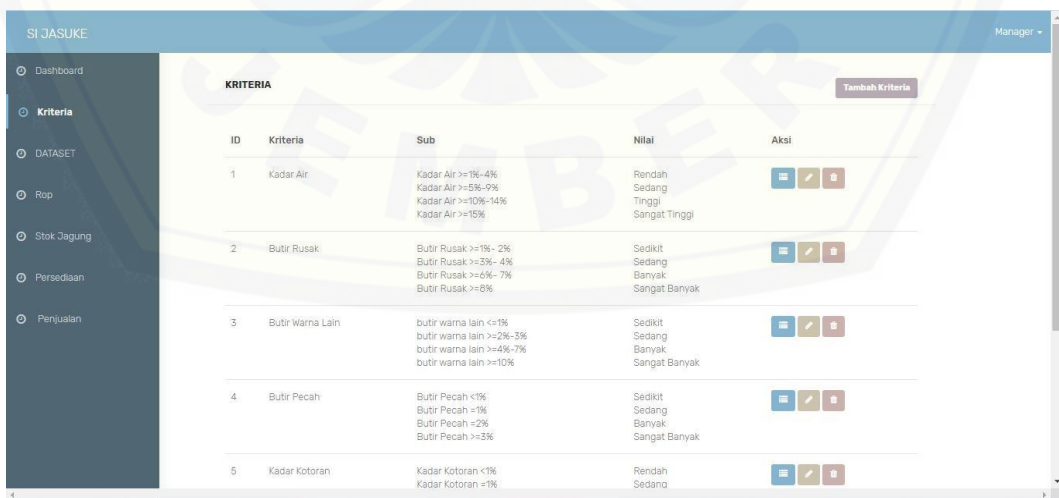 SI JASUKE
Manager
Dashboard
Kriteria
DATASET
Rop
Stok Jagung
Persediaan
Penjualan
KRITERIA
Tambah Kriteria
ID Kriteria Sub Nilai Aksi
1 Kadar Air Kadar Air >=1%-4% Rendah
Kadar Air >=5%-9% Sedang
Kadar Air >=10%-14% Tinggi
Kadar Air >=15% Sangat Tinggi
2 Butir Rusak Butir Rusak >=1%- 2% Sedikit
Butir Rusak >=3%- 4% Sedang
Butir Rusak >=6%- 7% Banyak
Butir Rusak >=8% Sangat Banyak
3 Butir Warna Lain butir warna lain <=1% Sedikit
butir warna lain >=2%-3% Sedang
butir warna lain >=4%-7% Banyak
butir warna lain >=10% Sangat Banyak
4 Butir Pecah Butir Pecah <1% Sedikit
Butir Pecah =1% Sedang
Butir Pecah =2% Banyak
Butir Pecah >=3% Sangat Banyak
5 Kadar Kotoran Kadar Kotoran <1% Rendah
Kadar Kotoran =1% Sedang
JEMBER